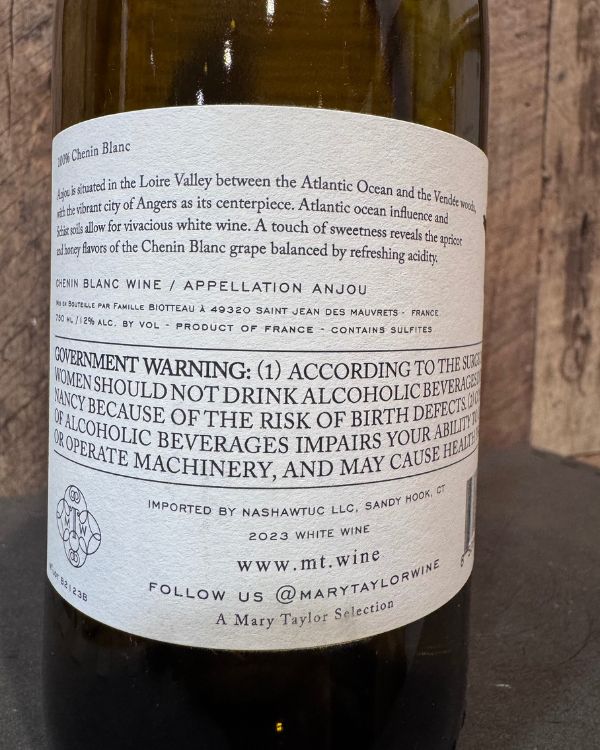 100% Chenin Blanc
Anjou is situated in the Loire Valley between the Atlantic Ocean and the Vendée woods,
with the vibrant city of Angers as its centerpiece. Atlantic ocean influence and
Schist soils allow for vivacious white wine. A touch of sweetness reveals the apricot
and honey flavors of the Chenin Blanc grape balanced by refreshing acidity.
CHENIN BLANC WINE / APPELLATION ANJOU
MIS EN BOUTEILLE PAR FAMILLE BIOTTEAU À 49320 SAINT JEAN DES MAUVRETS - FRANCE
750 ML / 12% ALC. BY VOL - PRODUCT OF FRANCE - CONTAINS SULFITES
GOVERNMENT WARNING: (1) ACCORDING TO THE SURGE
WOMEN SHOULD NOT DRINK ALCOHOLIC BEVERAGES
NANCY BECAUSE OF THE RISK OF BIRTH DEFECTS. (2)
OF ALCOHOLIC BEVERAGES IMPAIRS YOUR ABILITY
OR OPERATE MACHINERY, AND MAY CAUSE HEALTH
IMPORTED BY NASHAWTUC LLC, SANDY HOOK, CT
2023 WHITE WINE
www.mt.wine
FOLLOW US @MARYTAYLORWINE
A Mary Taylor Selection
M T W